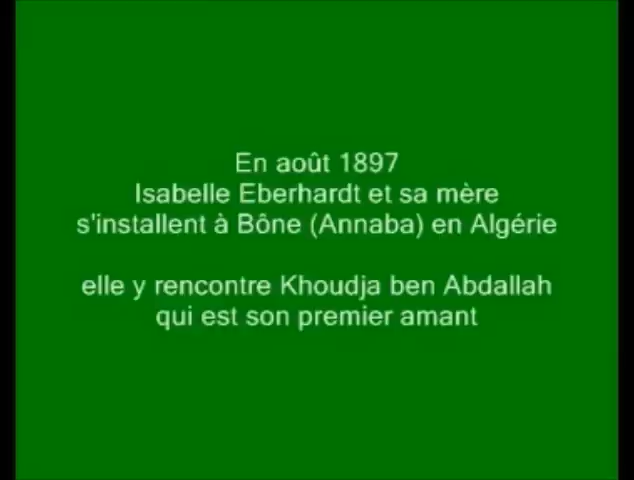 En août 1897
Isabelle Eberhardt et sa mère
s'installent à Bône (Annaba) en Algérie
elle y rencontre Khoudja ben Abdallah
qui est son premier amant